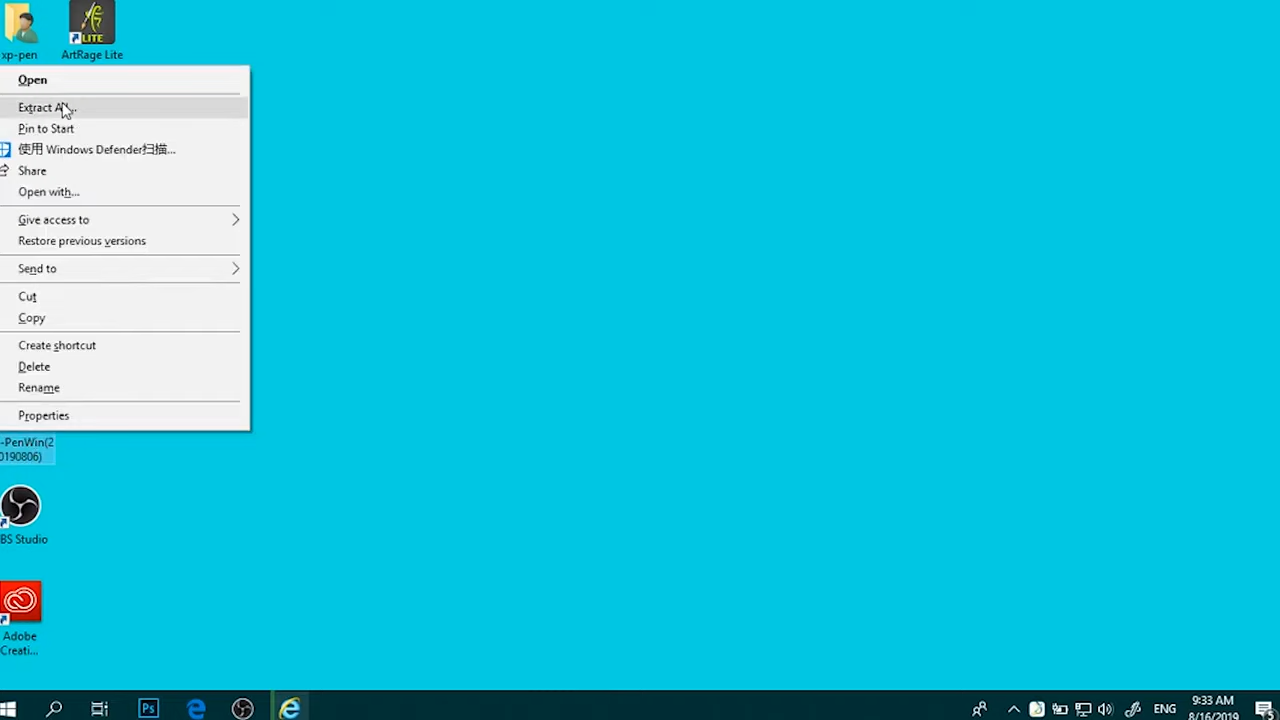 xp-pen
ArtRage Lite
LITE
Open
Extract A...
Pin to Start
使用 Windows Defender扫描...
Share
Open with...
Give access to
Restore previous versions
Send to
Cut
Copy
Create shortcut
Delete
Rename
Properties
-PenWin(2
0190806)
BS Studio
Adobe
Creati...
Ps
ENG
9:33 AM
8/16/2019